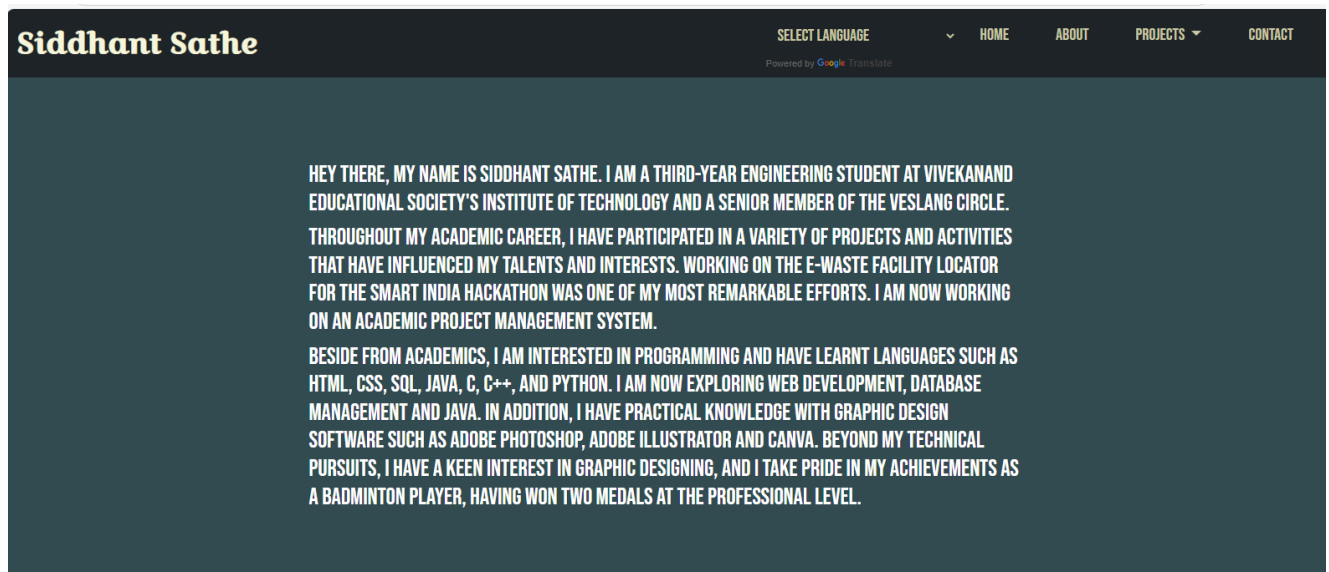 Siddhant Sathe
SELECT LANGUAGE
HOME
ABOUT
PROJECTS
CONTACT
Powered by Google Translate
HEY THERE, MY NAME IS SIDDHANT SATHE. I AM A THIRD-YEAR ENGINEERING STUDENT AT VIVEKANAND
EDUCATIONAL SOCIETY'S INSTITUTE OF TECHNOLOGY AND A SENIOR MEMBER OF THE VESLANG CIRCLE.
THROUGHOUT MY ACADEMIC CAREER, I HAVE PARTICIPATED IN A VARIETY OF PROJECTS AND ACTIVITIES
THAT HAVE INFLUENCED MY TALENTS AND INTERESTS. WORKING ON THE E-WASTE FACILITY LOCATOR
FOR THE SMART INDIA HACKATHON WAS ONE OF MY MOST REMARKABLE EFFORTS. I AM NOW WORKING
ON AN ACADEMIC PROJECT MANAGEMENT SYSTEM.
BESIDE FROM ACADEMICS, I AM INTERESTED IN PROGRAMMING AND HAVE LEARNT LANGUAGES SUCH AS
HTML, CSS, SQL, JAVA, C, C++, AND PYTHON. I AM NOW EXPLORING WEB DEVELOPMENT, DATABASE
MANAGEMENT AND JAVA. IN ADDITION, I HAVE PRACTICAL KNOWLEDGE WITH GRAPHIC DESIGN
SOFTWARE SUCH AS ADOBE PHOTOSHOP, ADOBE ILLUSTRATOR AND CANVA. BEYOND MY TECHNICAL
PURSUITS, I HAVE A KEEN INTEREST IN GRAPHIC DESIGNING, AND I TAKE PRIDE IN MY ACHIEVEMENTS AS
A BADMINTON PLAYER, HAVING WON TWO MEDALS AT THE PROFESSIONAL LEVEL.